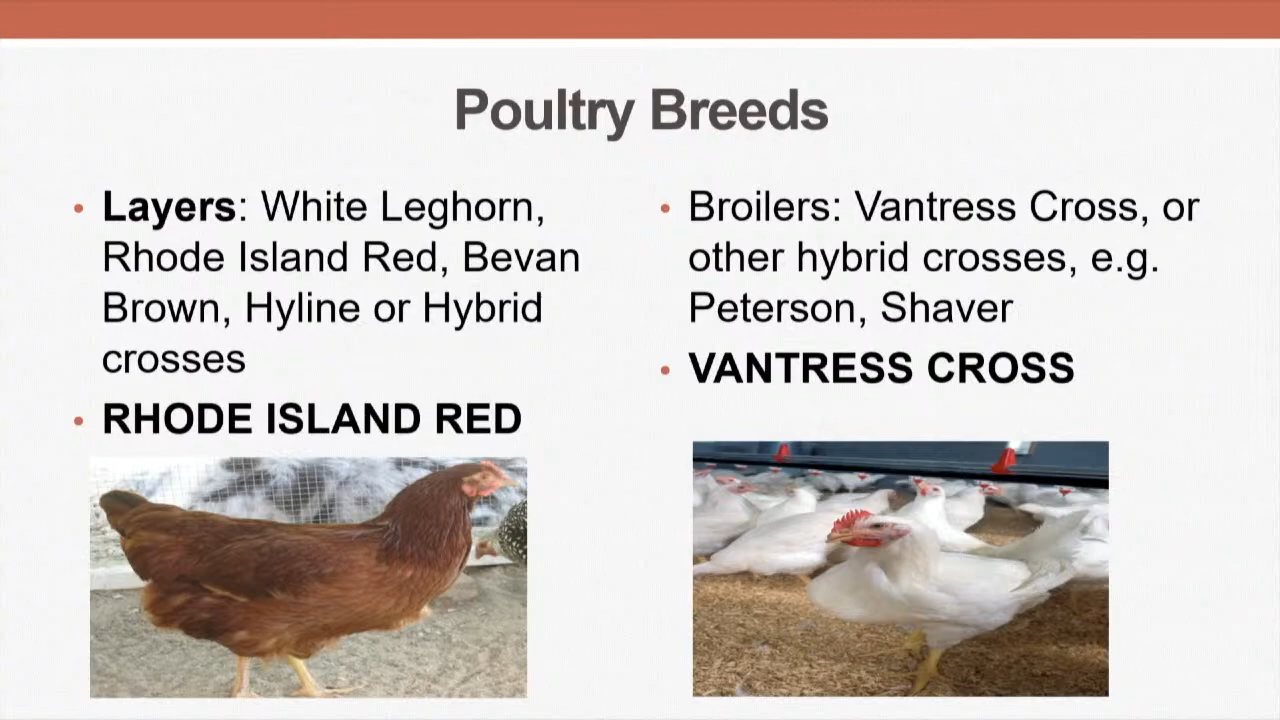 Poultry Breeds
• Layers: White Leghorn,
Rhode Island Red, Bevan
Brown, Hyline or Hybrid
crosses
• RHODE ISLAND RED
• Broilers: Vantress Cross, or
other hybrid crosses, e.g.
Peterson, Shaver
• VANTRESS CROSS